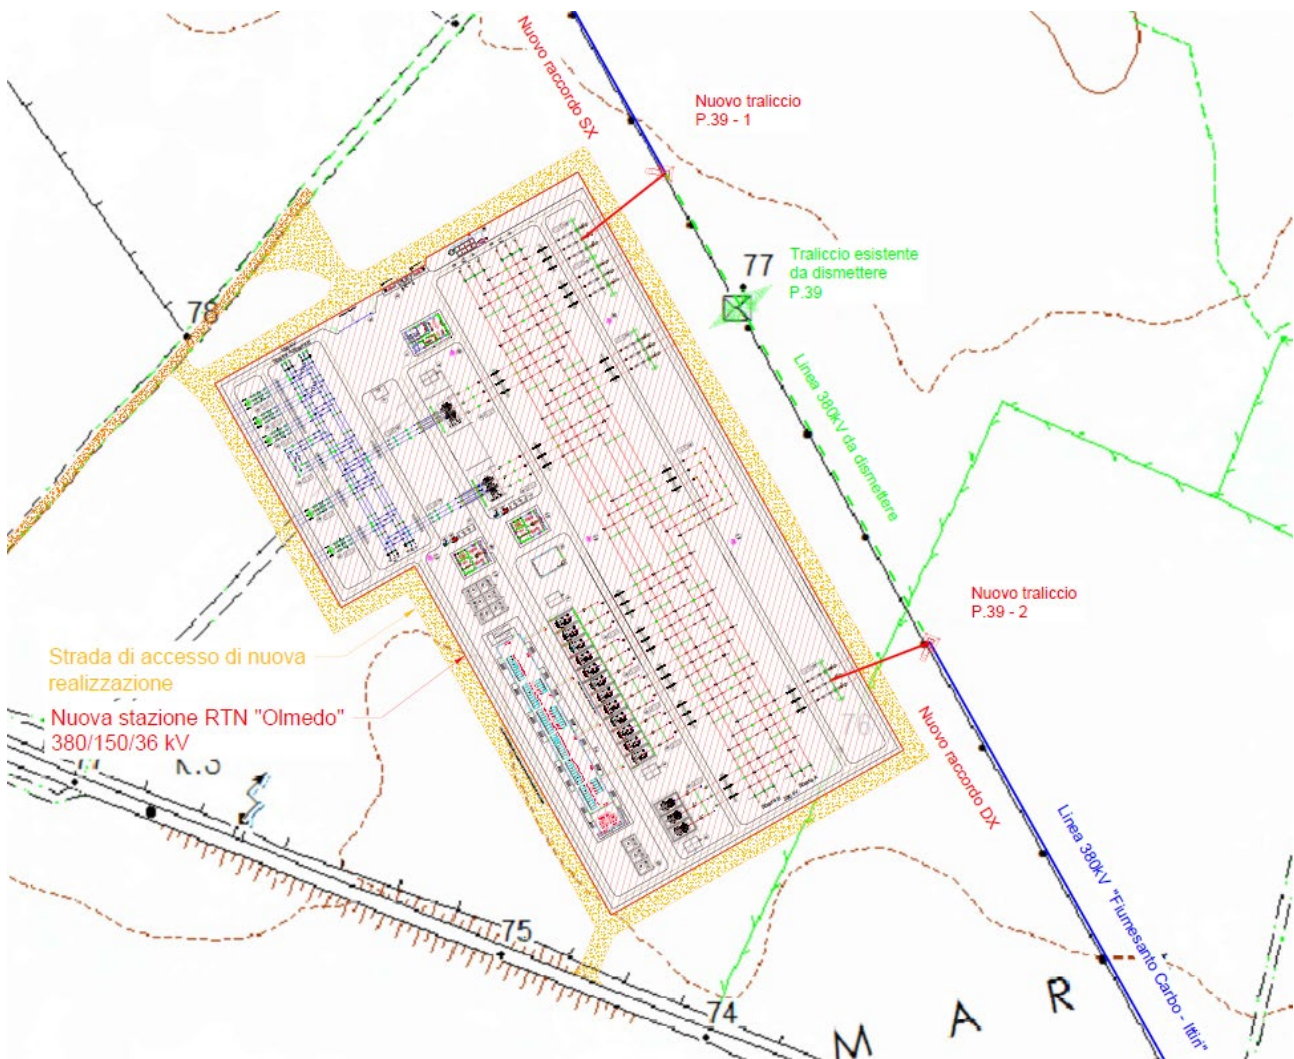 Nuovo raccordo SX
Nuovo traliccio
P.39 - 1
77
Traliccio esistente
da dismettere
P.39
78
Linea 380kV da dismettere
Nuovo traliccio
P.39 - 2
Strada di accesso di nuova
realizzazione
Nuova stazione RTN "Olmedo"
380/150/36 kV
76
Nuovo raccordo DX
Linea 380kV "Fiumesanto Carbo - Ittiri"
75
74
M A R